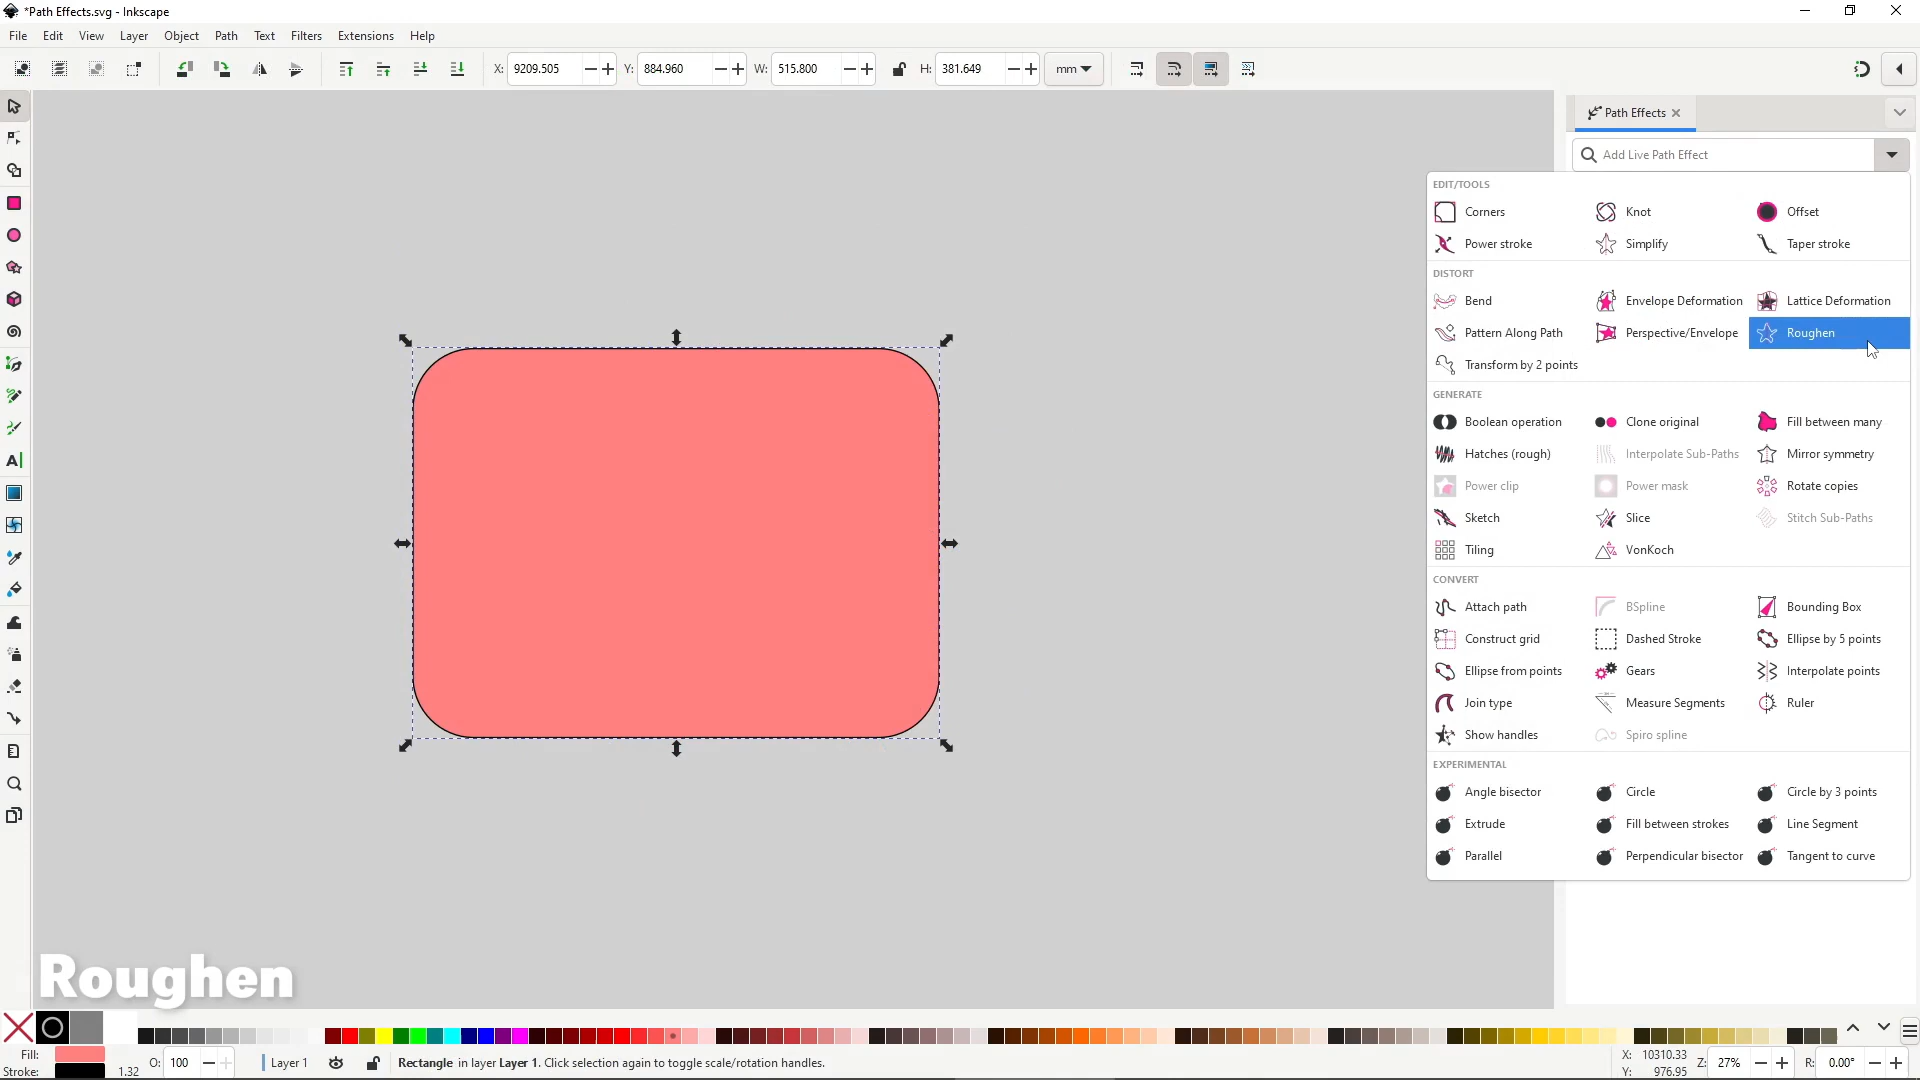 *Path Effects.svg - Inkscape
File Edit View Layer Object Path Text Filters Extensions Help
X: 9209.505 Y: 884.960 W: 515.800 H: 381.649 mm
Path Effects
Add Live Path Effect
EDIT/TOOLS
Corners Knot Offset
Power stroke Simplify Taper stroke
DISTORT
Bend Envelope Deformation Lattice Deformation
Pattern Along Path Perspective/Envelope Roughen
Transform by 2 points
GENERATE
Boolean operation Clone original Fill between many
Hatches (rough) Interpolate Sub-Paths Mirror symmetry
Power clip Power mask Rotate copies
Sketch Slice Stitch Sub-Paths
Tiling VonKoch
CONVERT
Attach path BSpline Bounding Box
Construct grid Dashed Stroke Ellipse by 5 points
Ellipse from points Gears Interpolate points
Join type Measure Segments Ruler
Show handles Spiro spline
EXPERIMENTAL
Angle bisector Circle Circle by 3 points
Extrude Fill between strokes Line Segment
Parallel Perpendicular bisector Tangent to curve
Roughen
Fill: O: 100 Layer 1 Rectangle in layer Layer 1. Click selection again to toggle scale/rotation handles. X: 10310.33 Z: 27% R: 0.00°
Stroke: 1.32 Y: 976.95